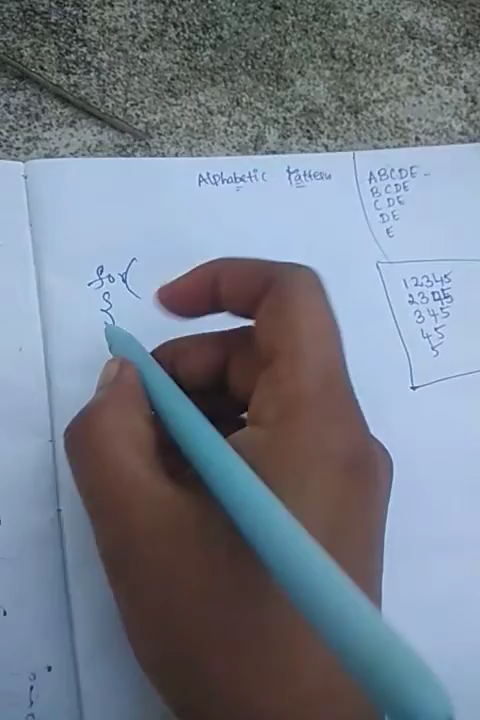 Alphabetic Pattern
ABCDE--
BCDE
CDE
DE
E
12345
2345
345
45
5
for(
{